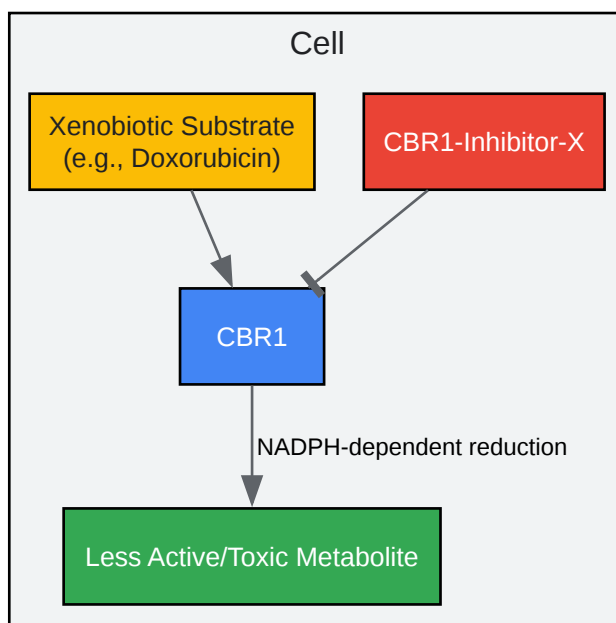 Cell
Xenobiotic Substrate
(e.g., Doxorubicin)
CBR1-Inhibitor-X
CBR1
NADPH-dependent reduction
Less Active/Toxic Metabolite